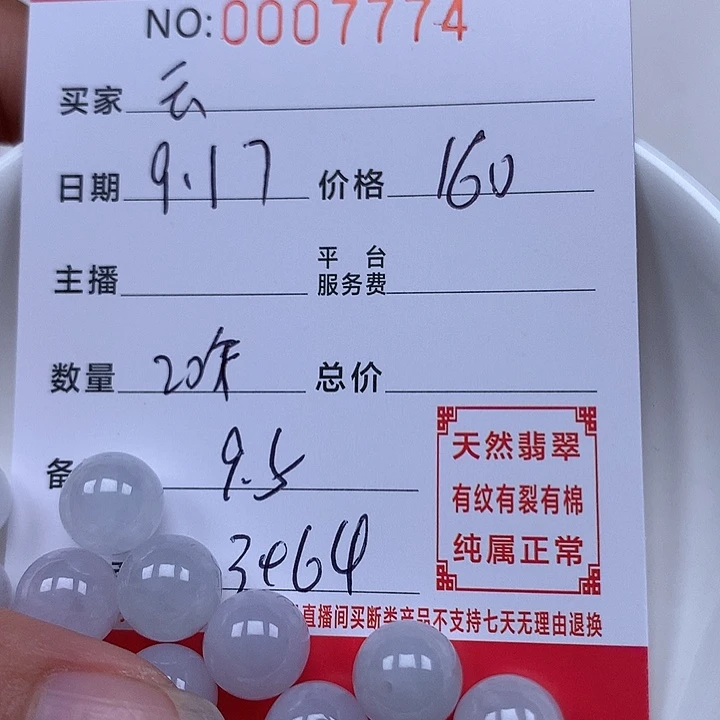 NO:0007774
买家 云
日期 9.17 价格 160
主播 平台服务费
数量 20 总价
备 9.5
3464
天然翡翠
有纹有裂有棉
纯属正常
直播间买断类产品不支持七天无理由退换